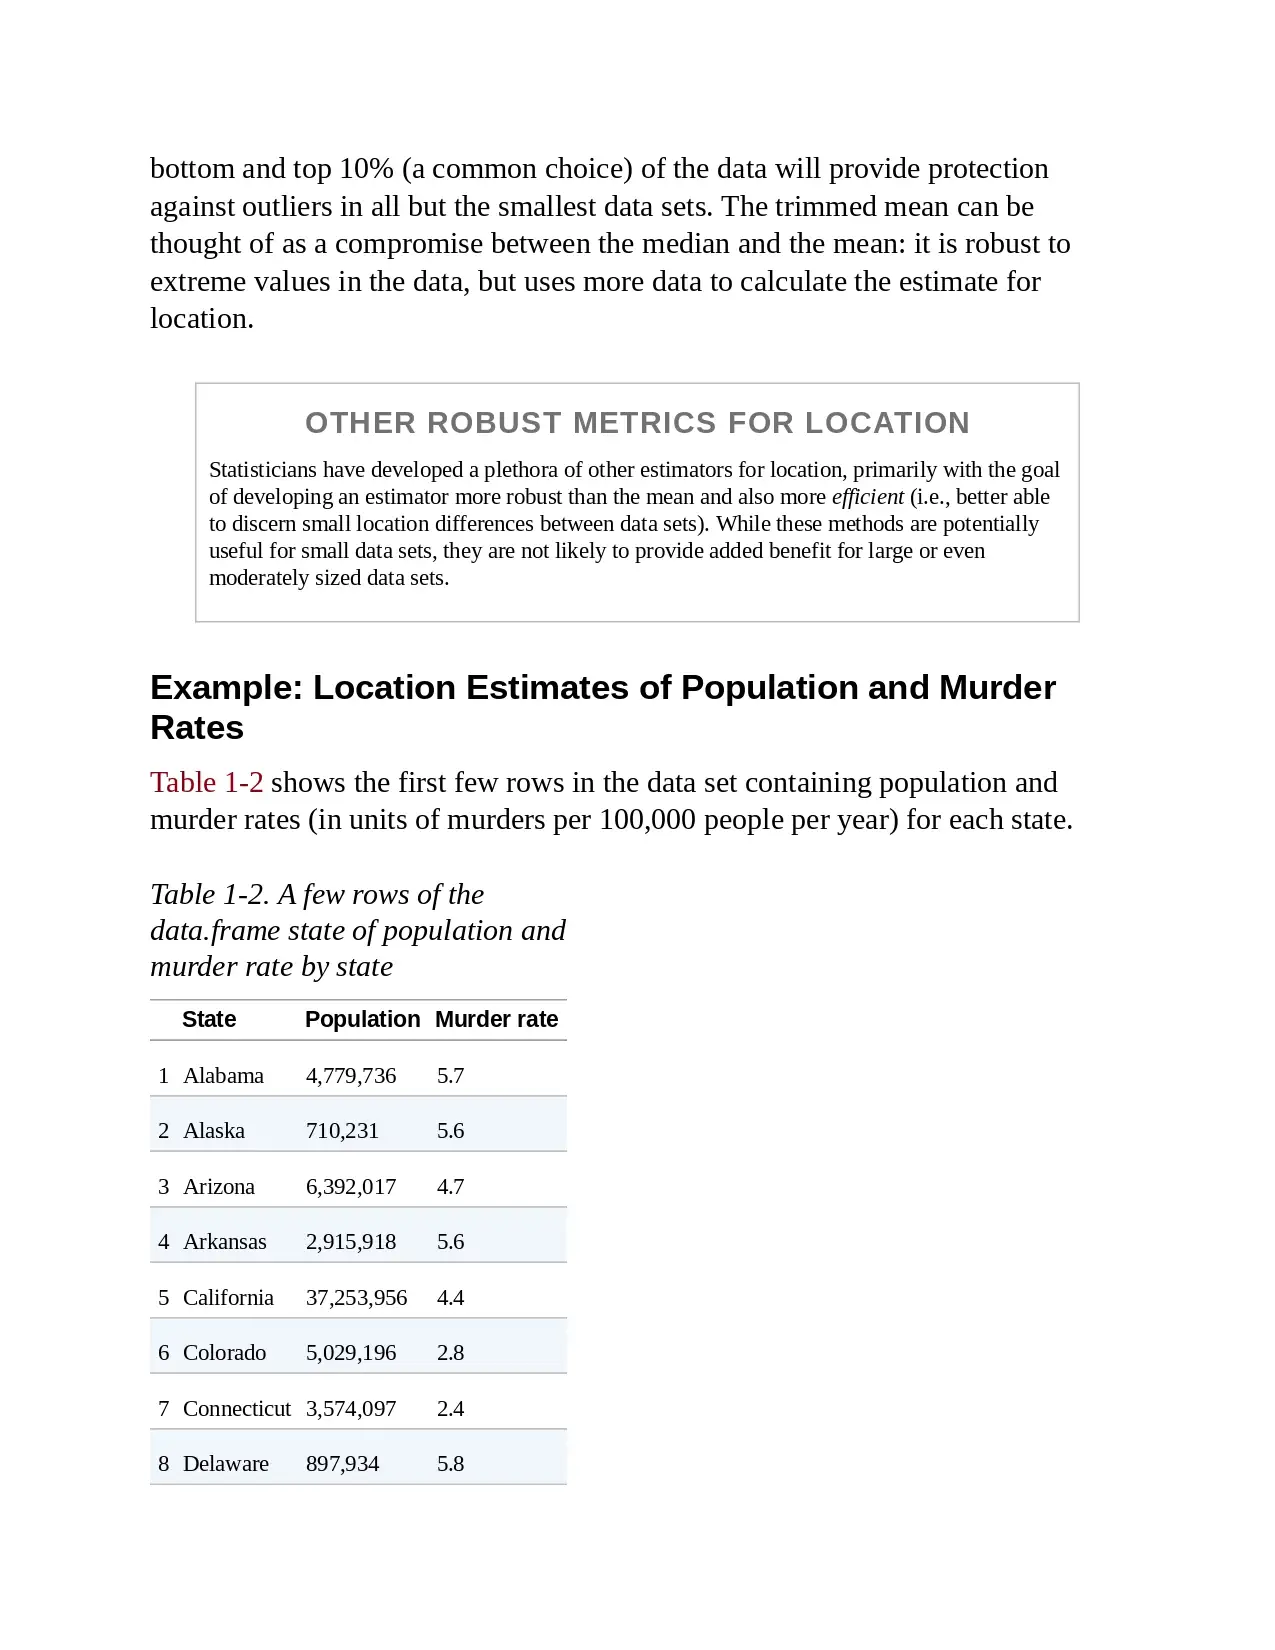 bottom and top 10% (a common choice) of the data will provide protection
against outliers in all but the smallest data sets. The trimmed mean can be
thought of as a compromise between the median and the mean: it is robust to
extreme values in the data, but uses more data to calculate the estimate for
location.
OTHER ROBUST METRICS FOR LOCATION
Statisticians have developed a plethora of other estimators for location, primarily with the goal
of developing an estimator more robust than the mean and also more efficient (i.e., better able
to discern small location differences between data sets). While these methods are potentially
useful for small data sets, they are not likely to provide added benefit for large or even
moderately sized data sets.
Example: Location Estimates of Population and Murder
Rates
Table 1-2 shows the first few rows in the data set containing population and
murder rates (in units of murders per 100,000 people per year) for each state.
Table 1-2. A few rows of the
data.frame state of population and
murder rate by state
State Population Murder rate
1 Alabama 4,779,736 5.7
2 Alaska 710,231 5.6
3 Arizona 6,392,017 4.7
4 Arkansas 2,915,918 5.6
5 California 37,253,956 4.4
6 Colorado 5,029,196 2.8
7 Connecticut 3,574,097 2.4
8 Delaware 897,934 5.8